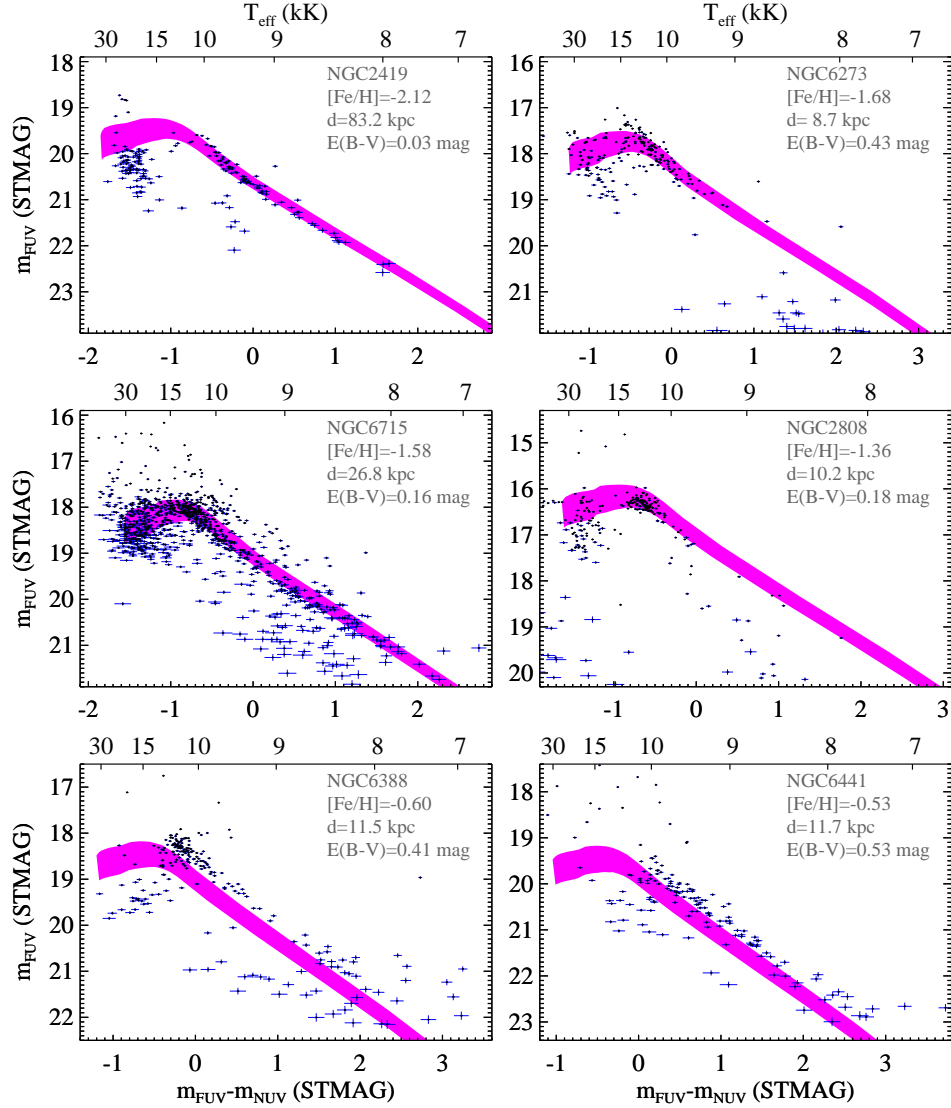 T_eff (kK)
T_eff (kK)
30 15 10 9 8 7
30 15 10 9 8 7
NGC2419
[Fe/H]=-2.12
d=83.2 kpc
E(B-V)=0.03 mag
NGC6273
[Fe/H]=-1.68
d= 8.7 kpc
E(B-V)=0.43 mag
m_FUV (STMAG)
18
19
20
21
22
23
16
17
18
19
20
21
-2 -1 0 1 2
-1 0 1 2 3
30 15 10 9 8 7
30 15 10 9 8
NGC6715
[Fe/H]=-1.58
d=26.8 kpc
E(B-V)=0.16 mag
NGC2808
[Fe/H]=-1.36
d=10.2 kpc
E(B-V)=0.18 mag
m_FUV (STMAG)
16
17
18
19
20
21
15
16
17
18
19
20
-2 -1 0 1 2
-1 0 1 2 3
30 15 10 9 8 7
30 15 10 9 8 7
NGC6388
[Fe/H]=-0.60
d=11.5 kpc
E(B-V)=0.41 mag
NGC6441
[Fe/H]=-0.53
d=11.7 kpc
E(B-V)=0.53 mag
m_FUV (STMAG)
17
18
19
20
21
22
18
19
20
21
22
23
-1 0 1 2 3
-1 0 1 2 3
m_FUV-m_NUV (STMAG)
m_FUV-m_NUV (STMAG)